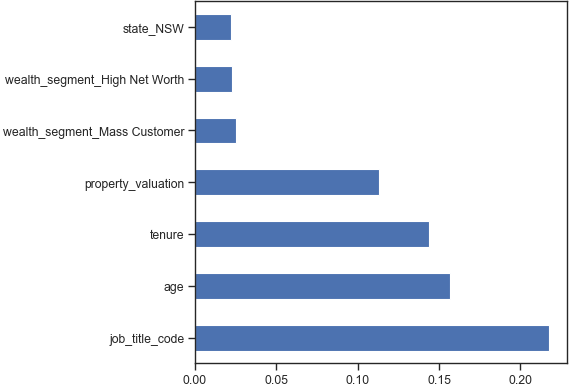 state_NSW
wealth_segment_High Net Worth
wealth_segment_Mass Customer
property_valuation
tenure
age
job_title_code
0.00 0.05 0.10 0.15 0.20